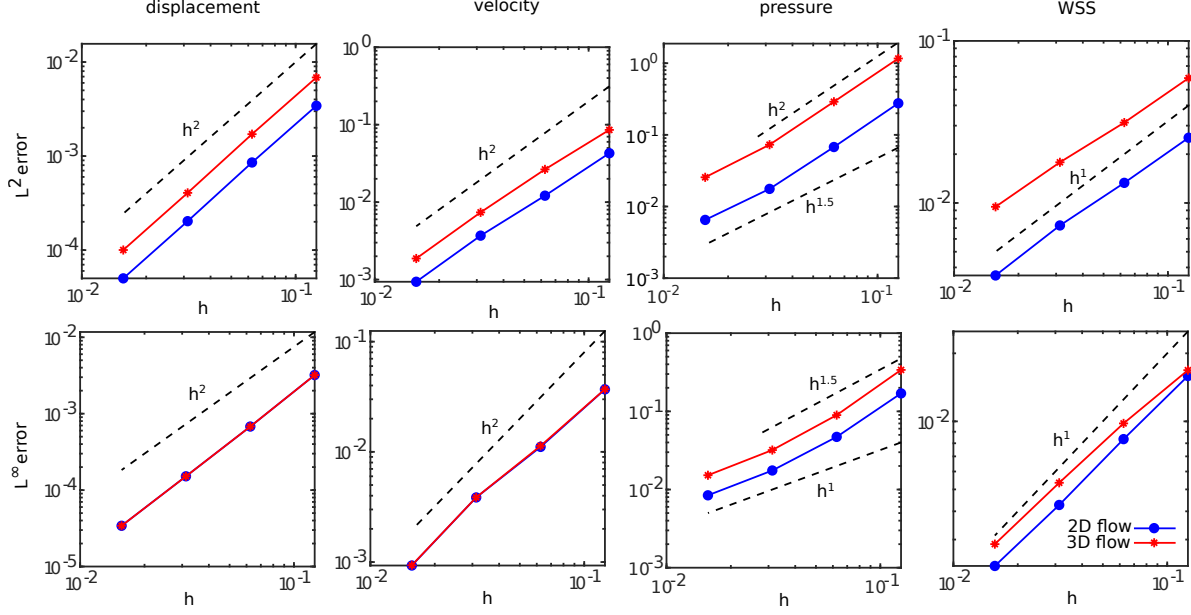 displacement
velocity
pressure
WSS
L² error
10⁻²
10⁻³
10⁻⁴
h²
10⁻²
10⁻¹
h
10⁰
10⁻¹
10⁻²
10⁻³
h²
10⁻²
10⁻¹
h
10⁰
10⁻¹
10⁻²
10⁻³
h²
h¹·⁵
10⁻²
10⁻¹
h
10⁻¹
10⁻²
h¹
10⁻²
10⁻¹
h
L∞ error
10⁻²
10⁻³
10⁻⁴
10⁻⁵
h²
10⁻²
10⁻¹
h
10⁻¹
10⁻²
10⁻³
h²
10⁻²
10⁻¹
h
10⁰
10⁻¹
10⁻²
10⁻³
h¹·⁵
h¹
10⁻²
10⁻¹
h
10⁻²
h¹
2D flow
3D flow
10⁻²
10⁻¹
h